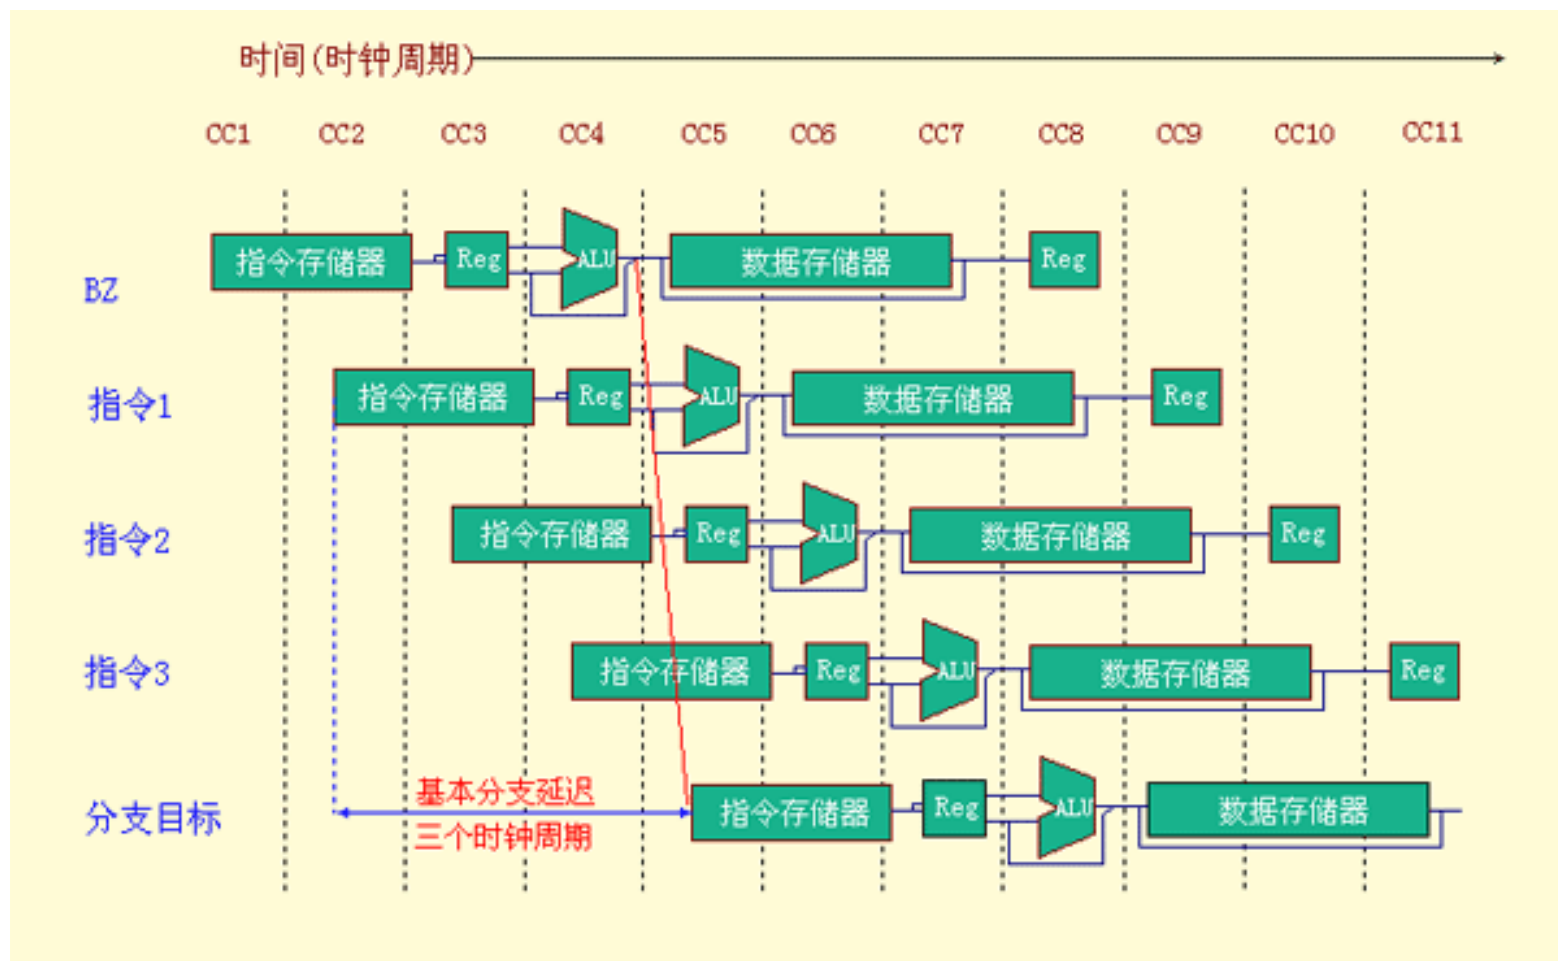 时间(时钟周期)
CC1 CC2 CC3 CC4 CC5 CC6 CC7 CC8 CC9 CC10 CC11
BZ 指令存储器 Reg ALU 数据存储器 Reg
指令1 指令存储器 Reg ALU 数据存储器 Reg
指令2 指令存储器 Reg ALU 数据存储器 Reg
指令3 指令存储器 Reg ALU 数据存储器 Reg
分支目标 基本分支延迟 指令存储器 Reg ALU 数据存储器
三个时钟周期